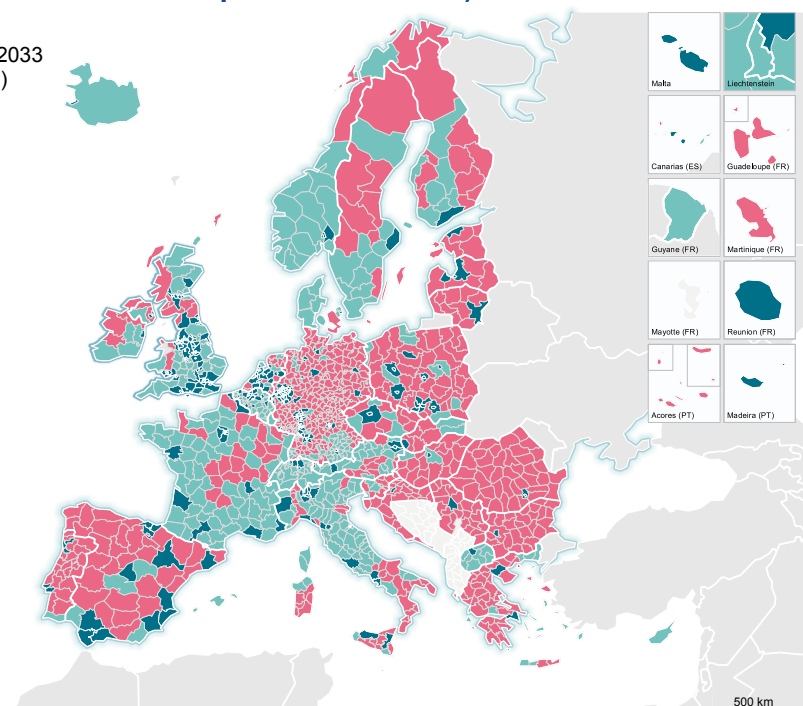 2033
)
Malta
Liechtenstein
Canarias (ES)
Guadeloupe (FR)
Guyane (FR)
Martinique (FR)
Mayotte (FR)
Reunion (FR)
Acores (PT)
Madeira (PT)
500 km